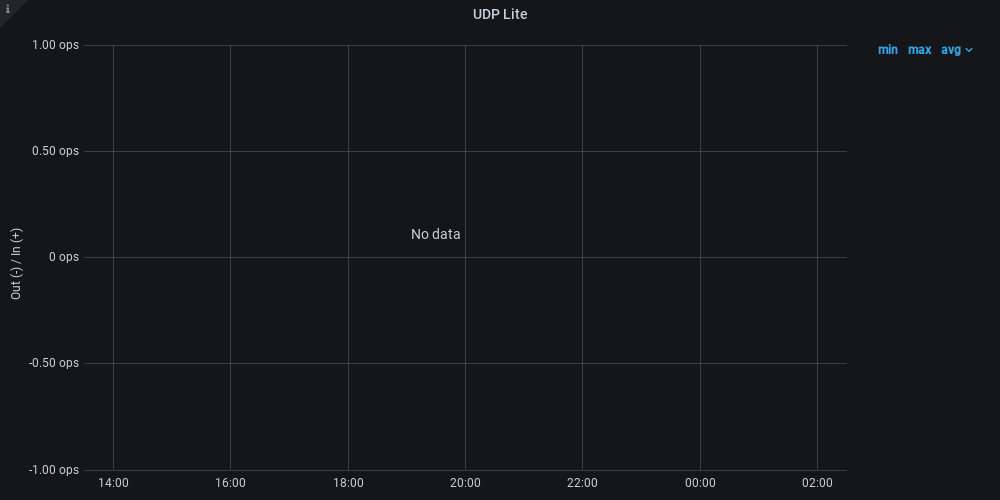 UDP Lite
min max avg
1.00 ops
0.50 ops
0 ops
-0.50 ops
-1.00 ops
Out (-) / In (+)
No data
14:00 16:00 18:00 20:00 22:00 00:00 02:00